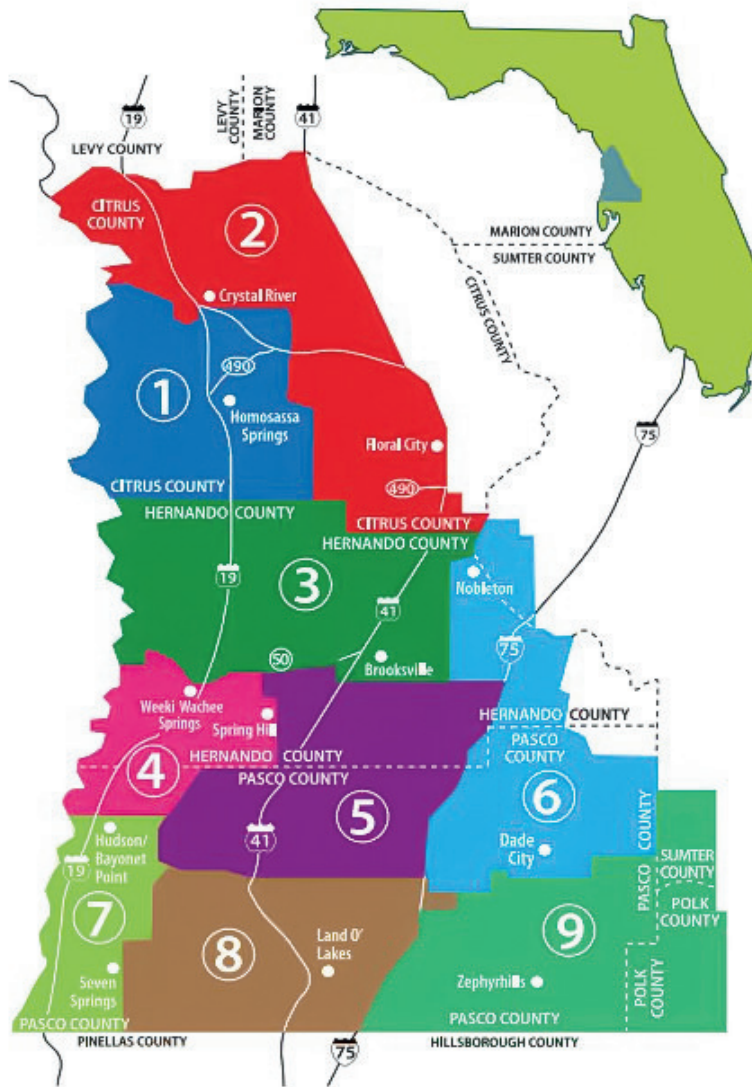 19
LEVY
COUNTY
MARION
COUNTY
41
LEVY COUNTY
CITRUS
COUNTY
2
MARION COUNTY
SUMTER COUNTY
CITRUS COUNTY
Crystal River
490
1
Homosassa
Springs
75
Floral City
490
CITRUS COUNTY
HERNANDO COUNTY
CITRUS COUNTY
HERNANDO COUNTY
19
3
41
Nobleton
75
50
Brooksville
Weeki Wachee
Springs
Spring Hill
HERNANDO COUNTY
HERNANDO COUNTY
PASCO COUNTY
PASCO
COUNTY
4
5
6
41
Hudson/
Bayonet
Point
Dade
City
PASCO COUNTY
SUMTER
COUNTY
POLK
COUNTY
19
7
8
9
Land O'
Lakes
Seven
Springs
Zephyrhills
POLK
COUNTY
PASCO COUNTY
PASCO COUNTY
PINELLAS COUNTY
75
HILLSBOROUGH COUNTY